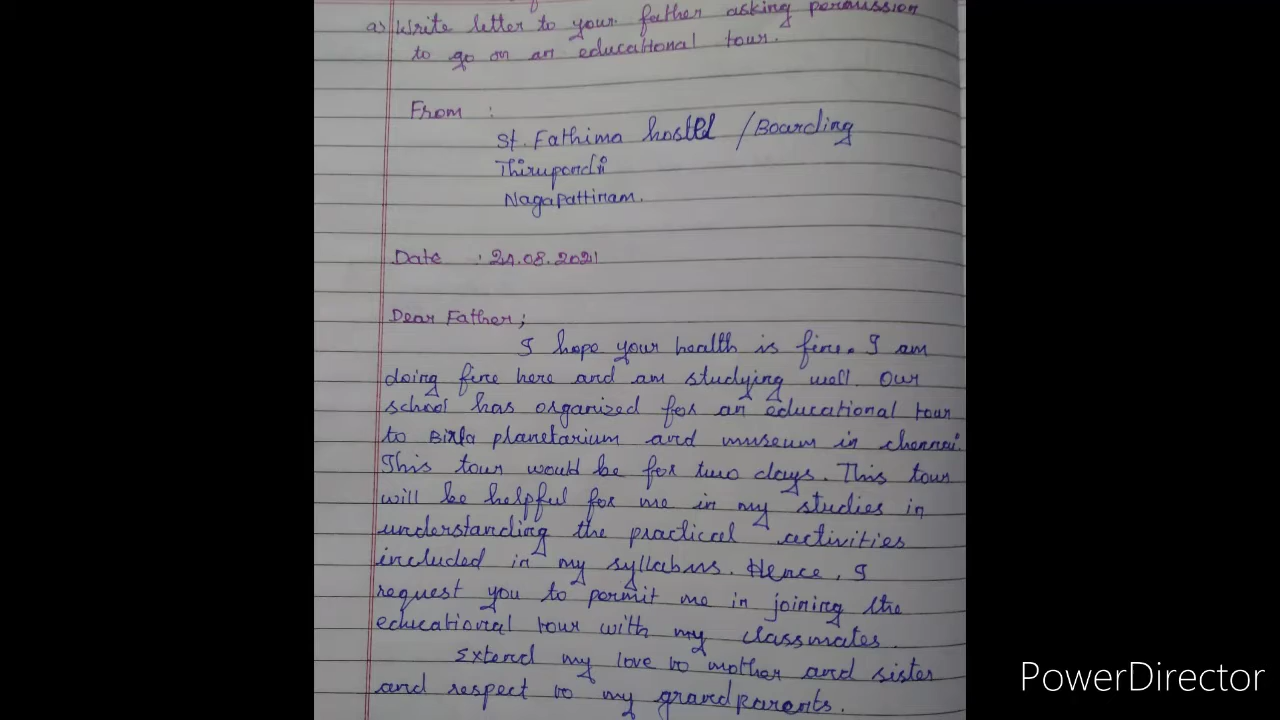 a) Write letter to your father asking permission
to go on an educational tour.
From :
St. Fathima hostel / Boarding
Thirupondi
Nagapattinam.
Date : 21.08.2021
Dear Father;
I hope your health is fine. I am
doing fine here and am studying well. Our
school has organized for an educational tour
to Birla planetarium and museum in chennai.
This tour would be for two days. This tour
will be helpful for me in my studies in
understanding the practical activities
included in my syllabus. Hence, I
request you to permit me in joining the
educational tour with my classmates.
Extend my love to mother and sister
and respect to my grandparents.
PowerDirector